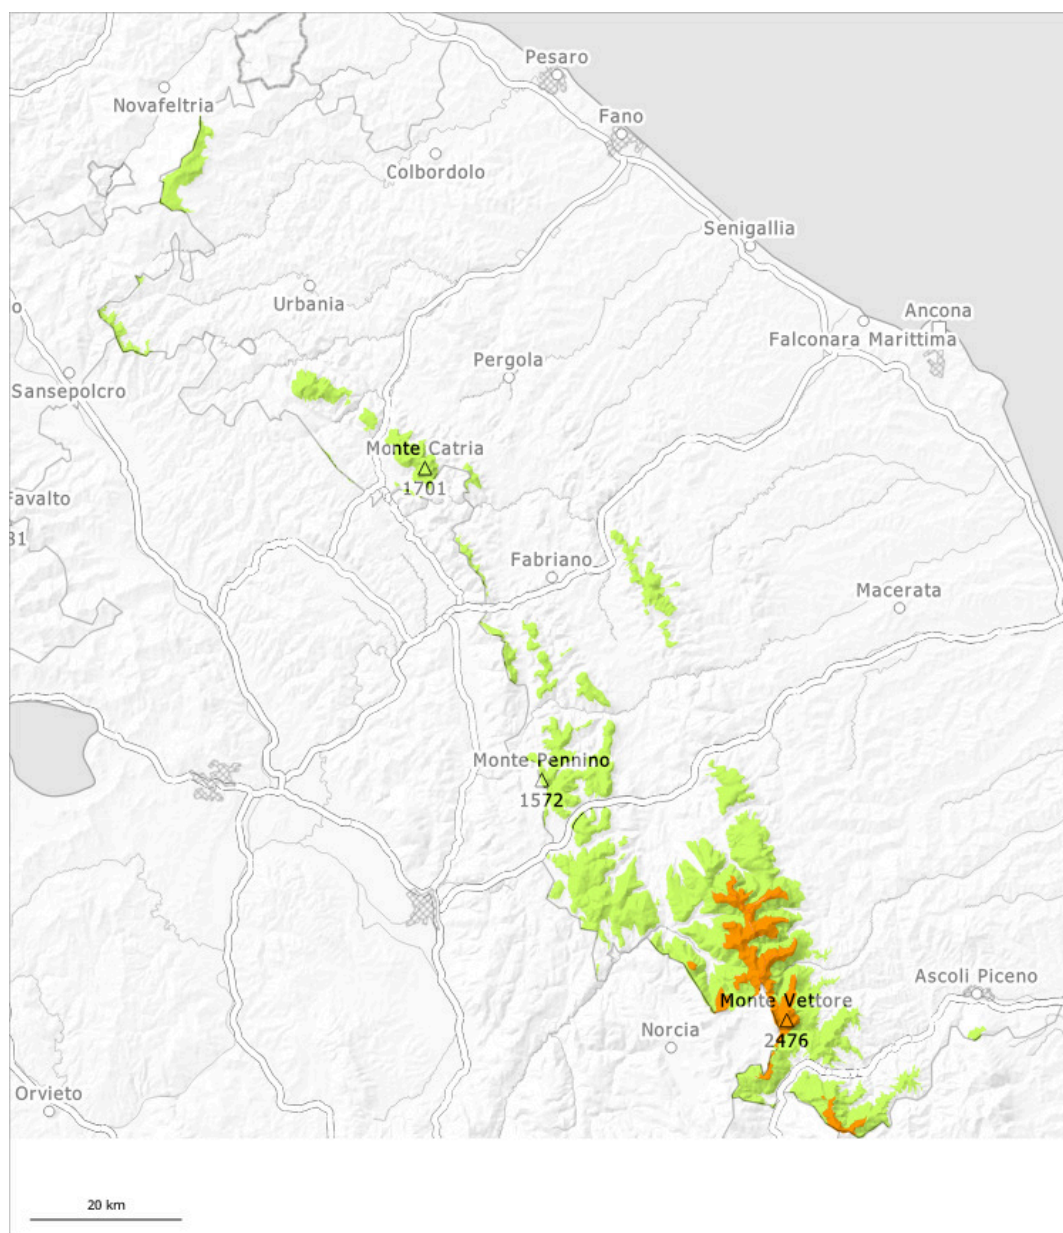 Pesaro
Novafeltria
Fano
Colbordolo
Senigallia
Urbania
o
Ancona
Falconara Marittima
Pergola
Sansepolcro
Monte Catria
1701
Favalto
31
Fabriano
Macerata
Monte Pennino
1572
Ascoli Piceno
Monte Vettore
Norcia
2476
Orvieto
20 km